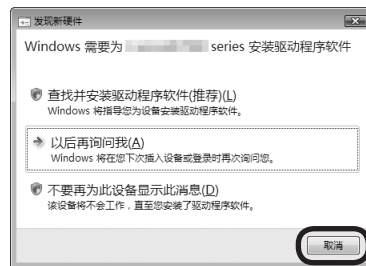 发现新硬件
Windows 需要为 series 安装驱动程序软件
查找并安装驱动程序软件(推荐)(L)
Windows 将指导您为设备安装驱动程序软件。
以后再询问我(A)
Windows 将在您下次插入设备或登录时再次询问您。
不要再为此设备显示此消息(D)
该设备将不会工作，直至您安装了驱动程序软件。
取消